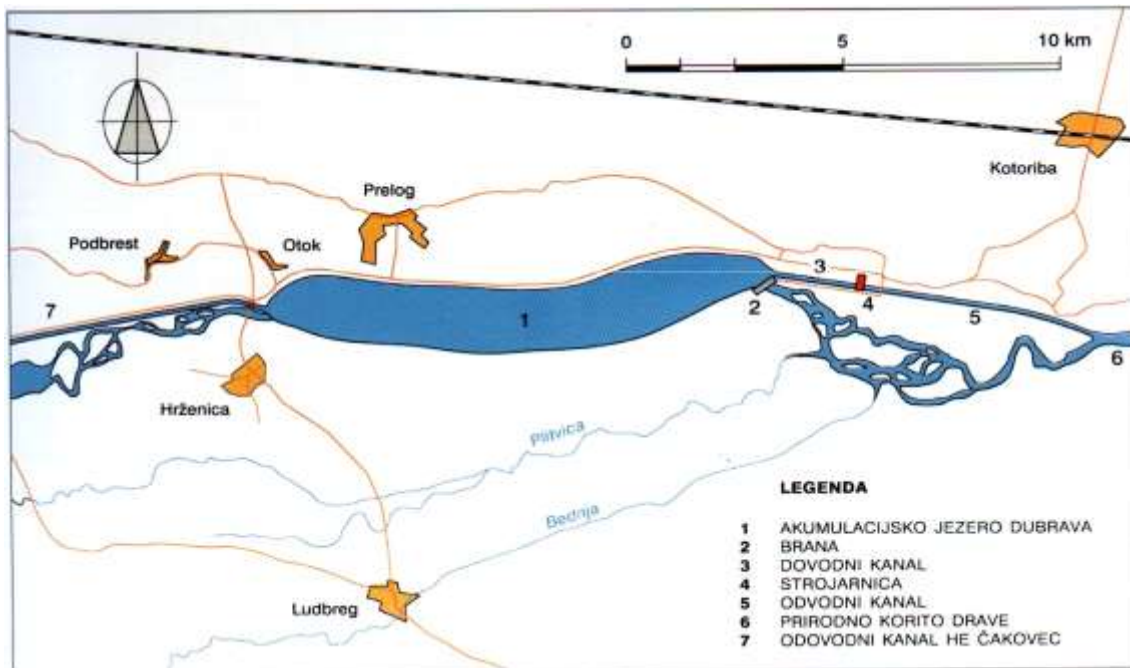 0 5 10 km
Kotoriba
Prelog
Podbrest
Otok
3
7
2
4
1
5
6
Hrženica
Plitvica
Bednja
Ludbreg
LEGENDA
1 AKUMULACIJSKO JEZERO DUBRAVA
2 BRANA
3 DOVODNI KANAL
4 STROJARNICA
5 ODVODNI KANAL
6 PRIRODNO KORITO DRAVE
7 ODOVODNI KANAL HE ČAKOVEC